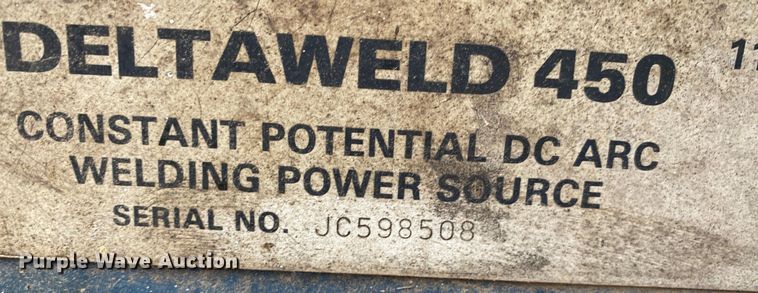 DELTAWELD 450
CONSTANT POTENTIAL DC ARC
WELDING POWER SOURCE
SERIAL NO. JC598508
Purple Wave Auction